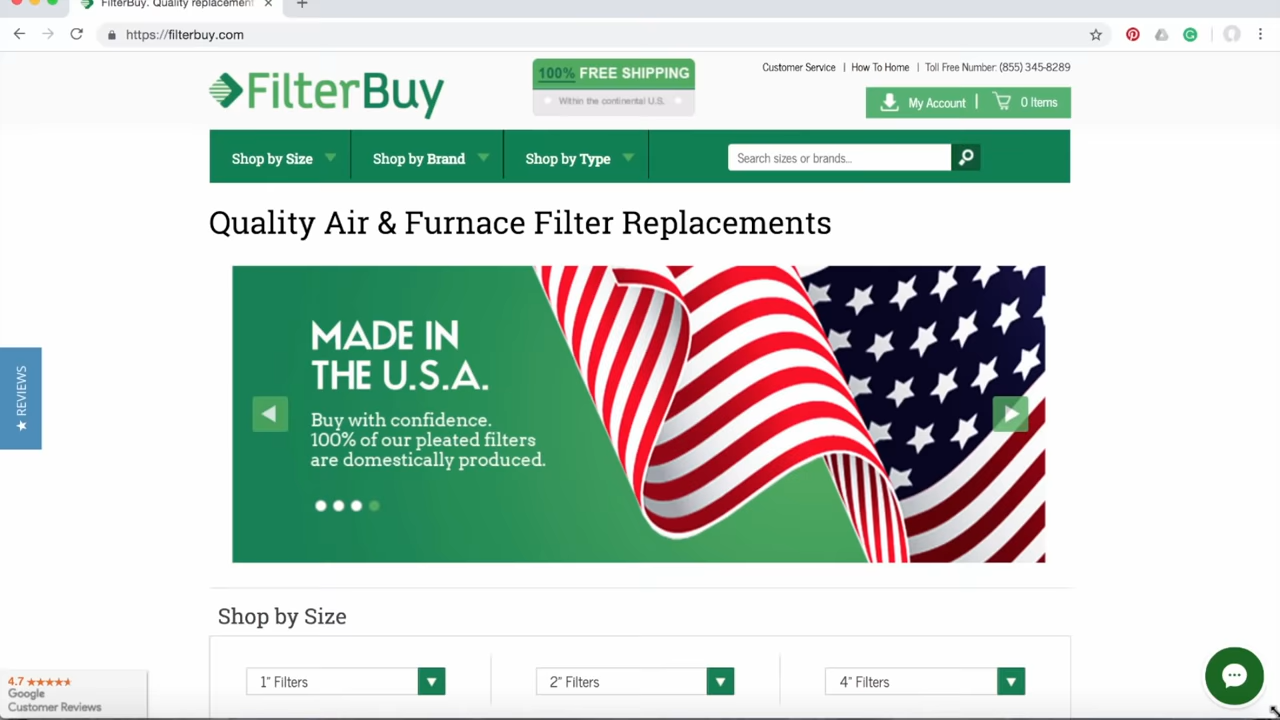 FilterBuy. Quality replacement
https://filterbuy.com
FilterBuy
100% FREE SHIPPING
Within the continental U.S.
Customer Service | How To Home | Toll Free Number: (855) 345-8289
My Account | 0 Items
Shop by Size
Shop by Brand
Shop by Type
Search sizes or brands...
Quality Air & Furnace Filter Replacements
MADE IN
THE U.S.A.
Buy with confidence.
100% of our pleated filters
are domestically produced.
★ REVIEWS
Shop by Size
1" Filters
2" Filters
4" Filters
4.7 ★★★★★
Google
Customer Reviews